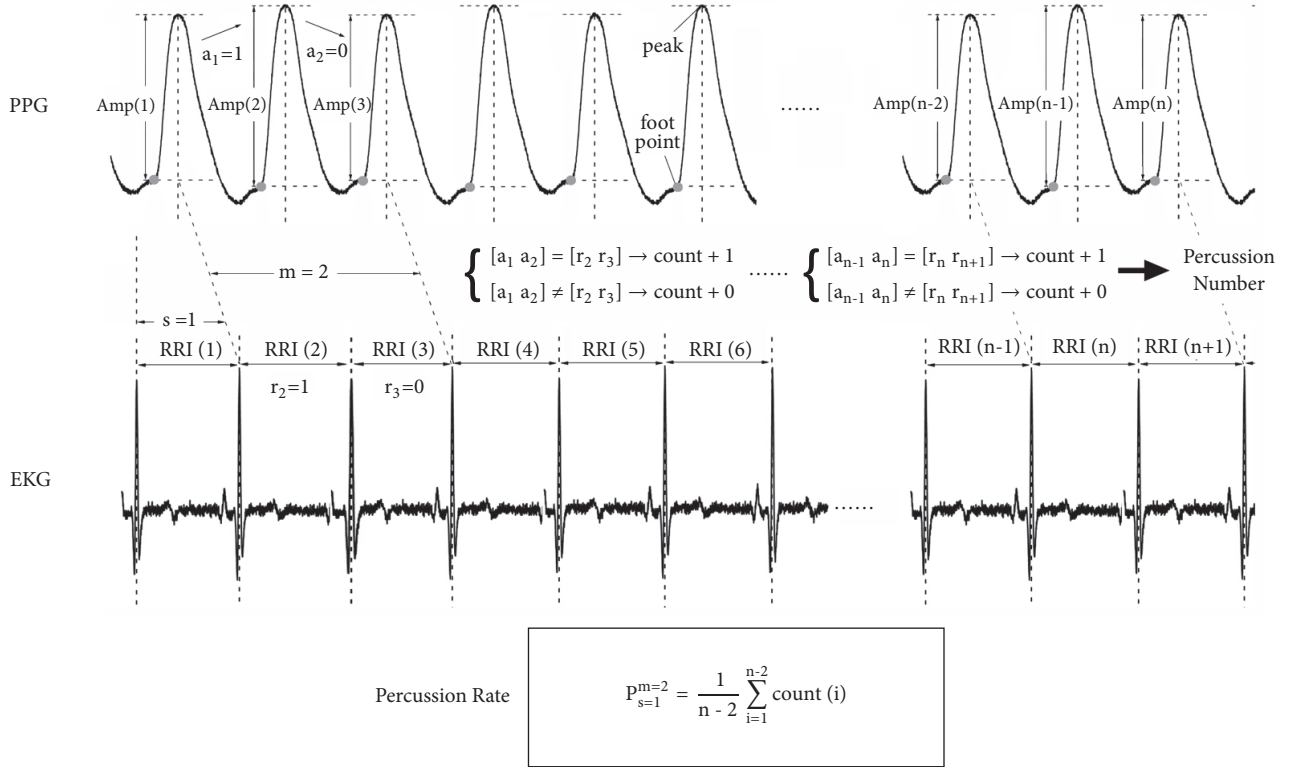 a₁=1
a₂=0
peak
PPG
Amp(1)
Amp(2)
Amp(3)
......
Amp(n-2)
Amp(n-1)
Amp(n)
foot
point
m = 2
{ [a₁ a₂] = [r₂ r₃] → count + 1
[a₁ a₂] ≠ [r₂ r₃] → count + 0
......
{ [aₙ₋₁ aₙ] = [rₙ rₙ₊₁] → count + 1
[aₙ₋₁ aₙ] ≠ [rₙ rₙ₊₁] → count + 0
Percussion
Number
s =1
RRI (1)
RRI (2)
RRI (3)
RRI (4)
RRI (5)
RRI (6)
RRI (n-1)
RRI (n)
RRI (n+1)
r₂=1
r₃=0
EKG
......
Percussion Rate
P_{s=1}^{m=2} = \frac{1}{n - 2} \sum_{i=1}^{n-2} count (i)